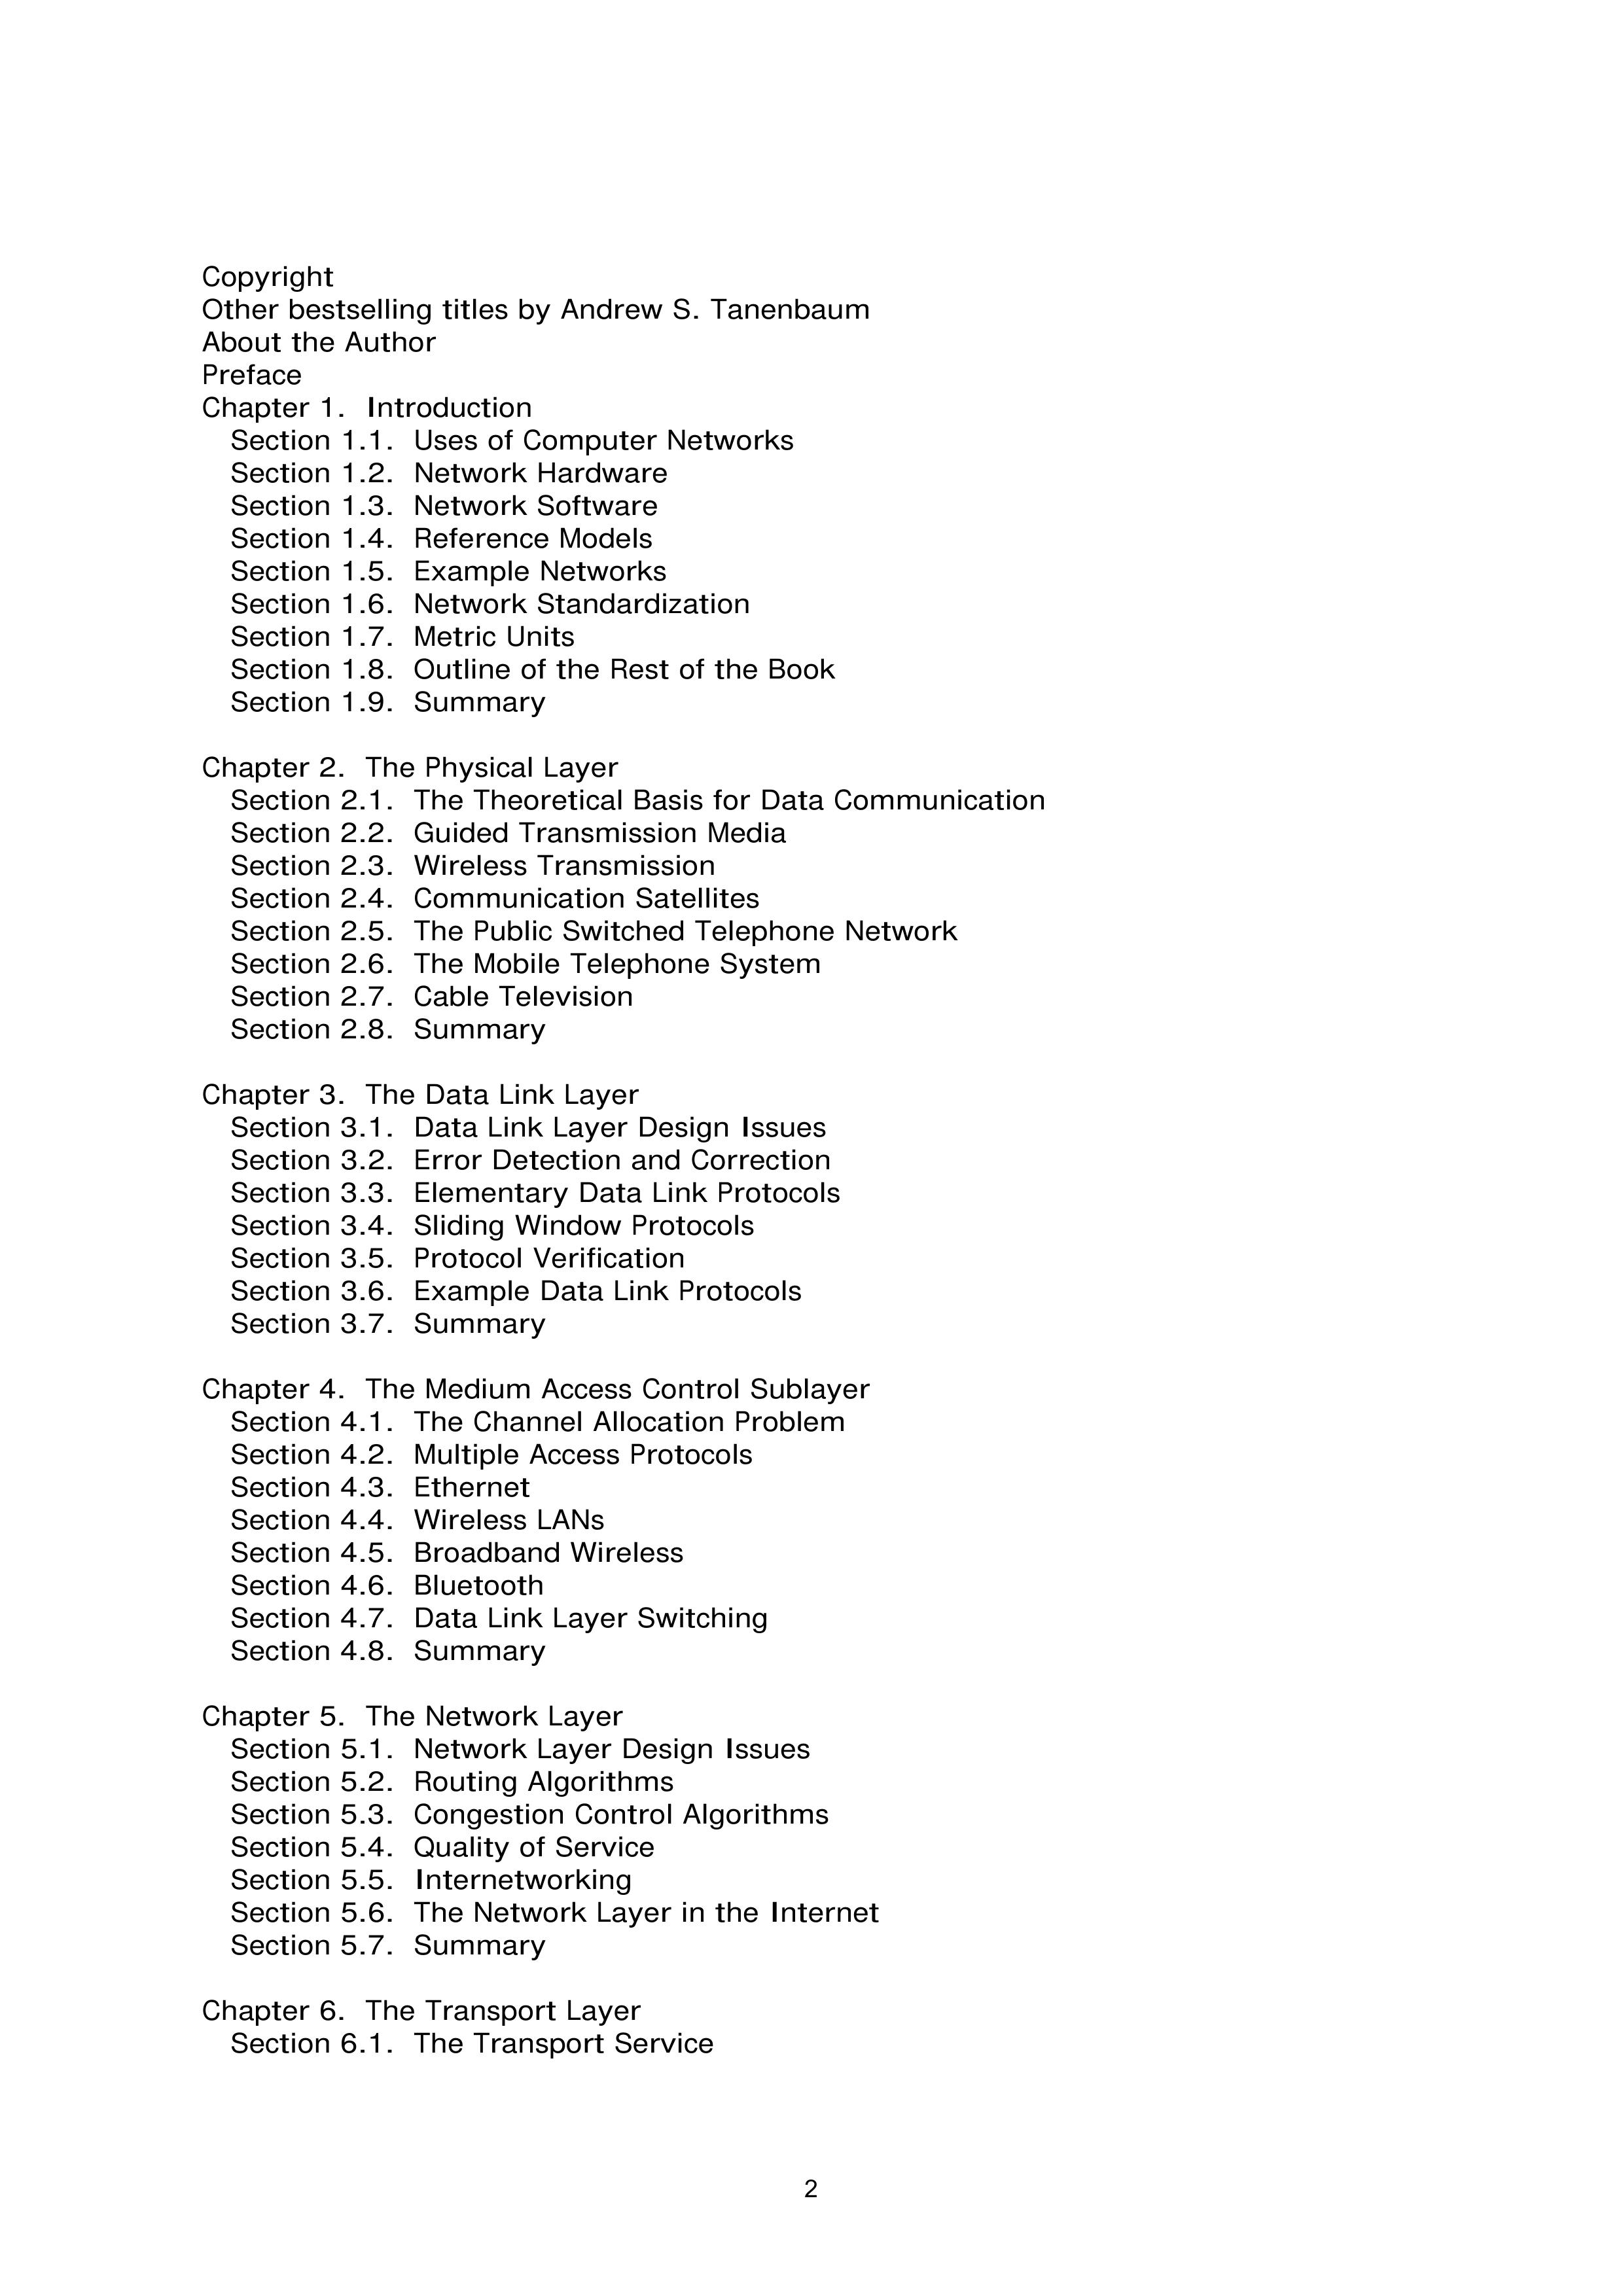 Copyright
Other bestselling titles by Andrew S. Tanenbaum
About the Author
Preface
Chapter 1. Introduction
Section 1.1. Uses of Computer Networks
Section 1.2. Network Hardware
Section 1.3. Network Software
Section 1.4. Reference Models
Section 1.5. Example Networks
Section 1.6. Network Standardization
Section 1.7. Metric Units
Section 1.8. Outline of the Rest of the Book
Section 1.9. Summary
Chapter 2. The Physical Layer
Section 2.1. The Theoretical Basis for Data Communication
Section 2.2. Guided Transmission Media
Section 2.3. Wireless Transmission
Section 2.4. Communication Satellites
Section 2.5. The Public Switched Telephone Network
Section 2.6. The Mobile Telephone System
Section 2.7. Cable Television
Section 2.8. Summary
Chapter 3. The Data Link Layer
Section 3.1. Data Link Layer Design Issues
Section 3.2. Error Detection and Correction
Section 3.3. Elementary Data Link Protocols
Section 3.4. Sliding Window Protocols
Section 3.5. Protocol Verification
Section 3.6. Example Data Link Protocols
Section 3.7. Summary
Chapter 4. The Medium Access Control Sublayer
Section 4.1. The Channel Allocation Problem
Section 4.2. Multiple Access Protocols
Section 4.3. Ethernet
Section 4.4. Wireless LANs
Section 4.5. Broadband Wireless
Section 4.6. Bluetooth
Section 4.7. Data Link Layer Switching
Section 4.8. Summary
Chapter 5. The Network Layer
Section 5.1. Network Layer Design Issues
Section 5.2. Routing Algorithms
Section 5.3. Congestion Control Algorithms
Section 5.4. Quality of Service
Section 5.5. Internetworking
Section 5.6. The Network Layer in the Internet
Section 5.7. Summary
Chapter 6. The Transport Layer
Section 6.1. The Transport Service
2